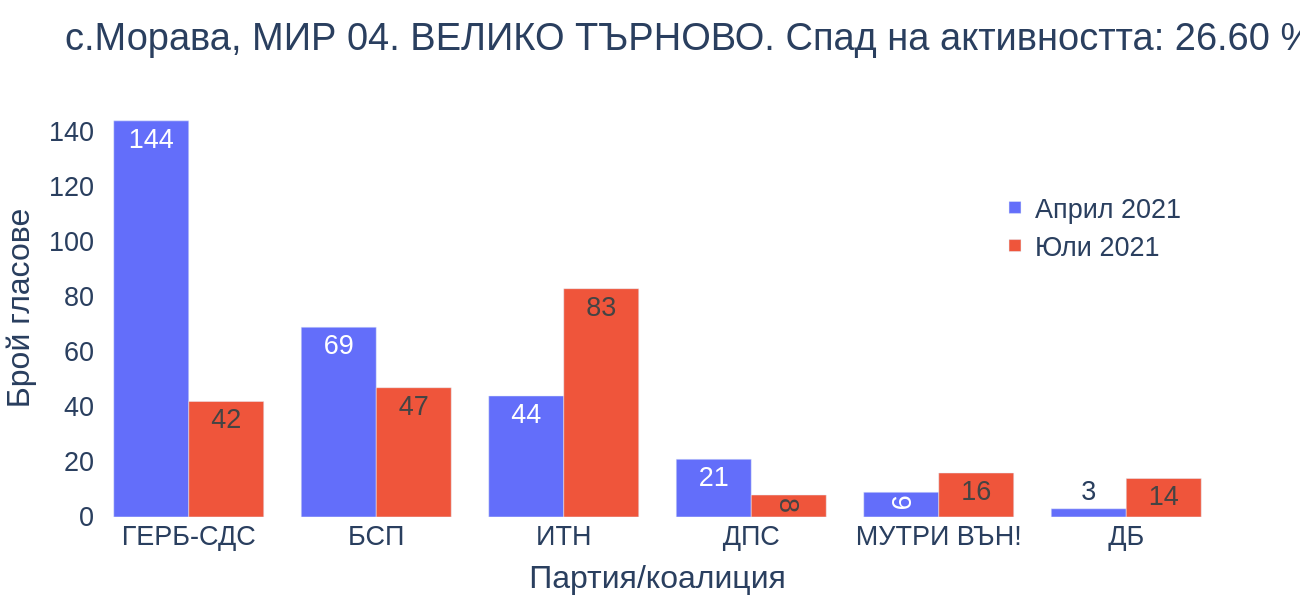 с.Морава, МИР 04. ВЕЛИКО ТЪРНОВО. Спад на активността: 26.60 %
140
120
100
80
60
40
20
0
Брой гласове
144
42
69
47
44
83
21
8
9
16
3
14
Април 2021
Юли 2021
ГЕРБ-СДС
БСП
ИТН
ДПС
МУТРИ ВЪН!
ДБ
Партия/коалиция